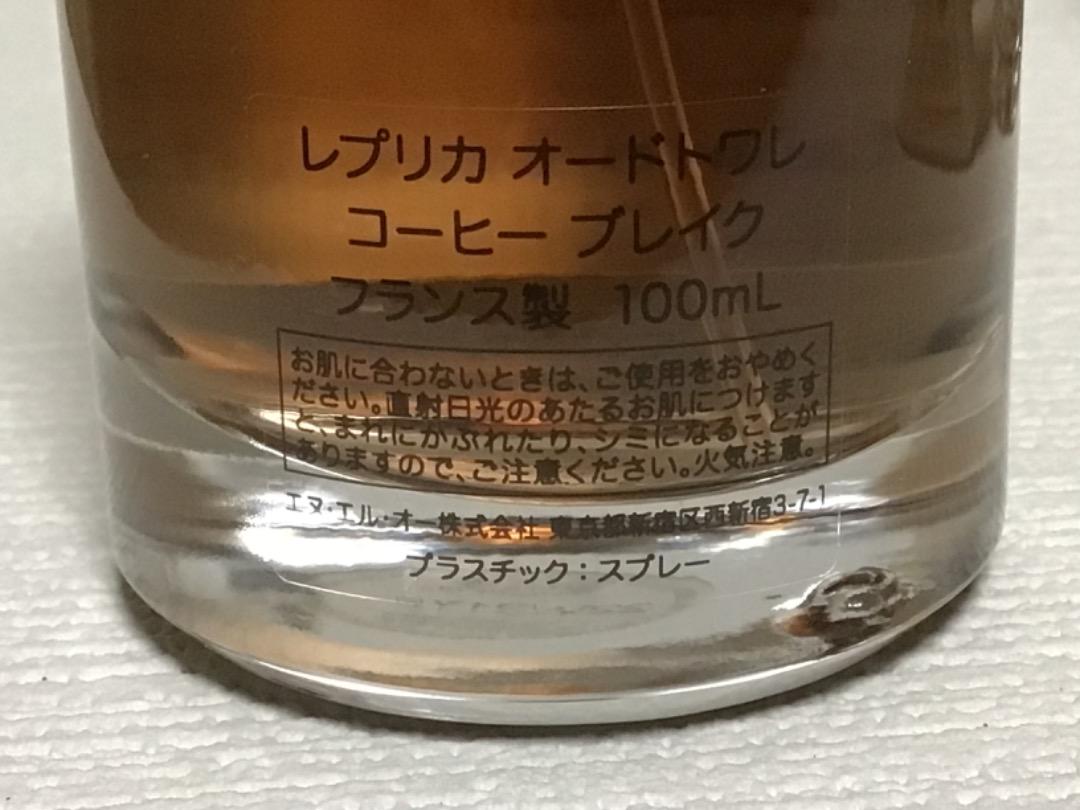 レプリカ オードトワレ
コーヒー ブレイク
フランス製 100mL
お肌に合わないときは、ご使用をおやめく
ださい。直射日光のあたるお肌につけます
と、まれにかぶれたり、シミになることが
ありますので、ご注意ください。火気注意。
エヌ・エル・オー株式会社 東京都新宿区西新宿3-7-1
プラスチック：スプレー